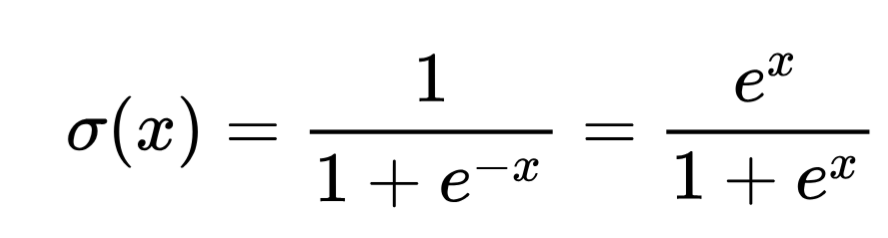 σ(x) = 1 / (1 + e^{-x}) = e^x / (1 + e^x)